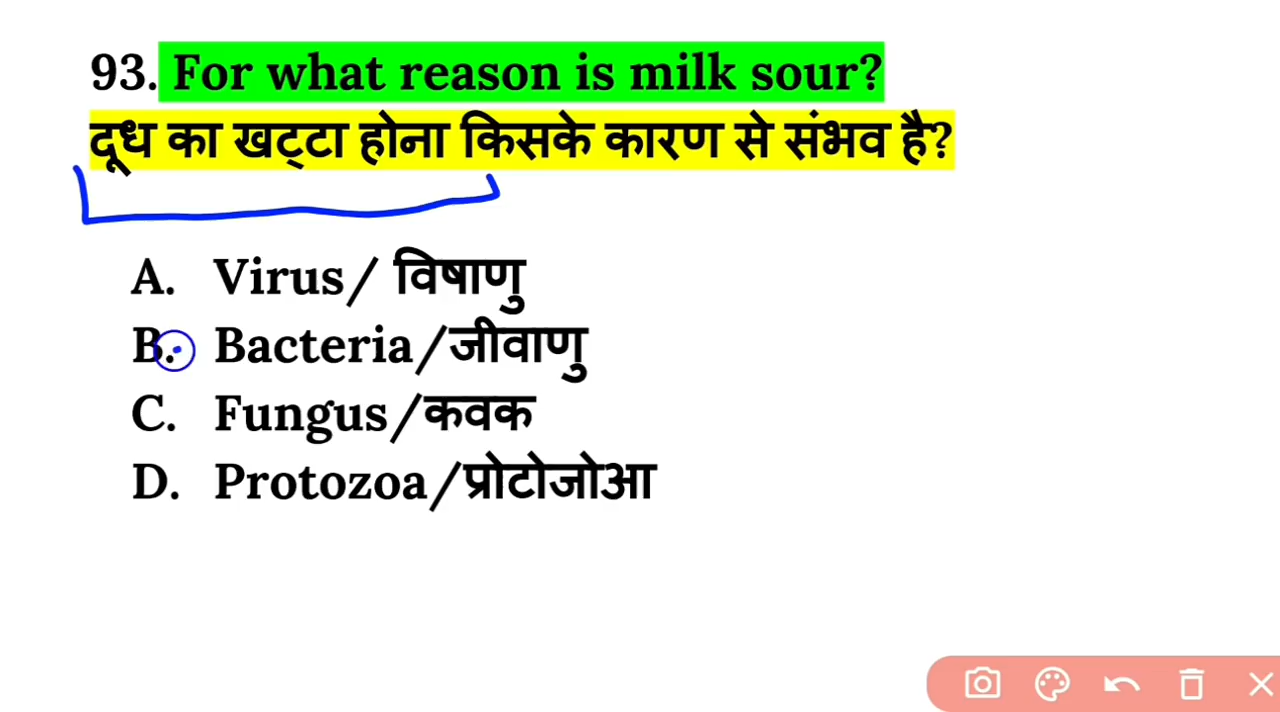 93. For what reason is milk sour?
दूध का खट्टा होना किसके कारण से संभव है?
A. Virus/ विषाणु
B. Bacteria/जीवाणु
C. Fungus/कवक
D. Protozoa/प्रोटोजोआ